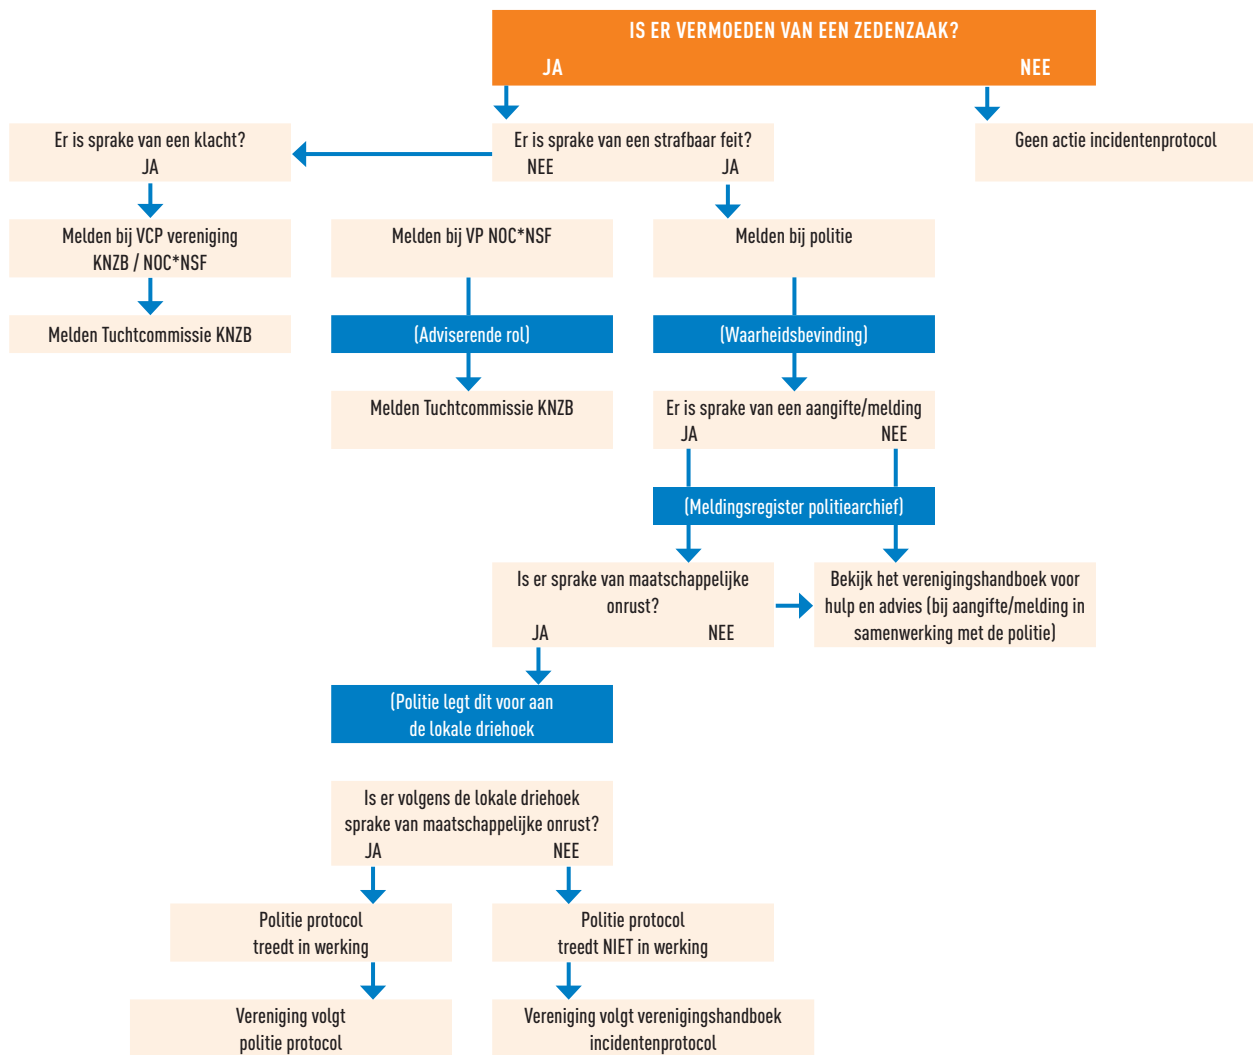 IS ER VERMOEDEN VAN EEN ZEDENZAAK?
JA NEE
Er is sprake van een klacht?
JA
Er is sprake van een strafbaar feit?
NEE JA
Geen actie incidentenprotocol
Melden bij VCP vereniging
KNZB / NOC*NSF
Melden bij VP NOC*NSF
Melden bij politie
Melden Tuchtcommissie KNZB
(Adviserende rol)
(Waarheidsbevinding)
Melden Tuchtcommissie KNZB
Er is sprake van een aangifte/melding
JA NEE
(Meldingsregister politiearchief)
Is er sprake van maatschappelijke
onrust?
JA NEE
Bekijk het verenigingshandboek voor
hulp en advies (bij aangifte/melding in
samenwerking met de politie)
(Politie legt dit voor aan
de lokale driehoek
Is er volgens de lokale driehoek
sprake van maatschappelijke onrust?
JA NEE
Politie protocol
treedt in werking
Politie protocol
treedt NIET in werking
Vereniging volgt
politie protocol
Vereniging volgt verenigingshandboek
incidentenprotocol